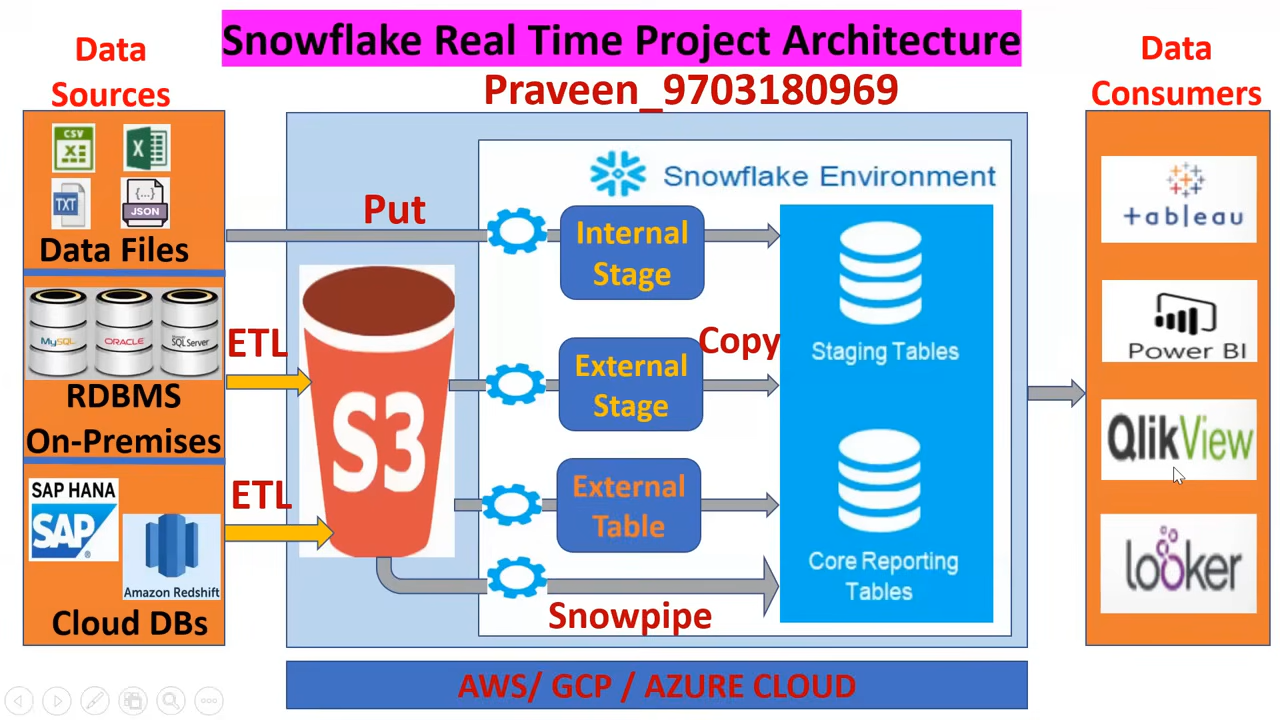 Snowflake Real Time Project Architecture
Praveen_9703180969
Data
Sources
CSV
X
TXT
{...}
JSON
Data Files
MySQL
ORACLE
Microsoft
SQL Server
RDBMS
On-Premises
SAP HANA
SAP
Amazon Redshift
Cloud DBs
Put
ETL
ETL
S3
Snowflake Environment
Internal
Stage
External
Stage
Copy
External
Table
Snowpipe
Staging Tables
Core Reporting
Tables
AWS/ GCP / AZURE CLOUD
Data
Consumers
+ableau
Power BI
QlikView
looker